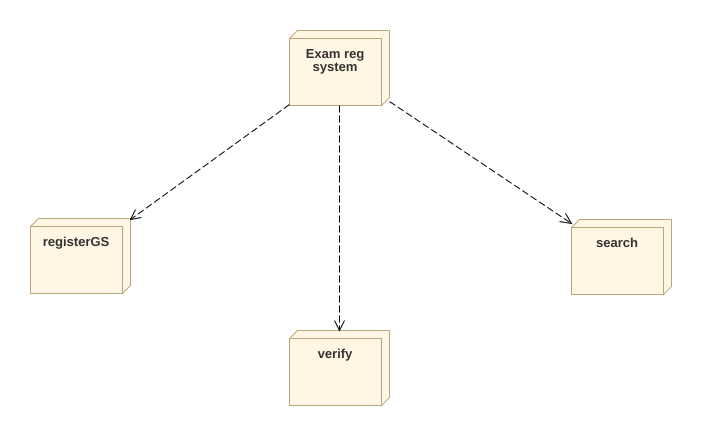 Exam reg
system
registerGS
search
verify